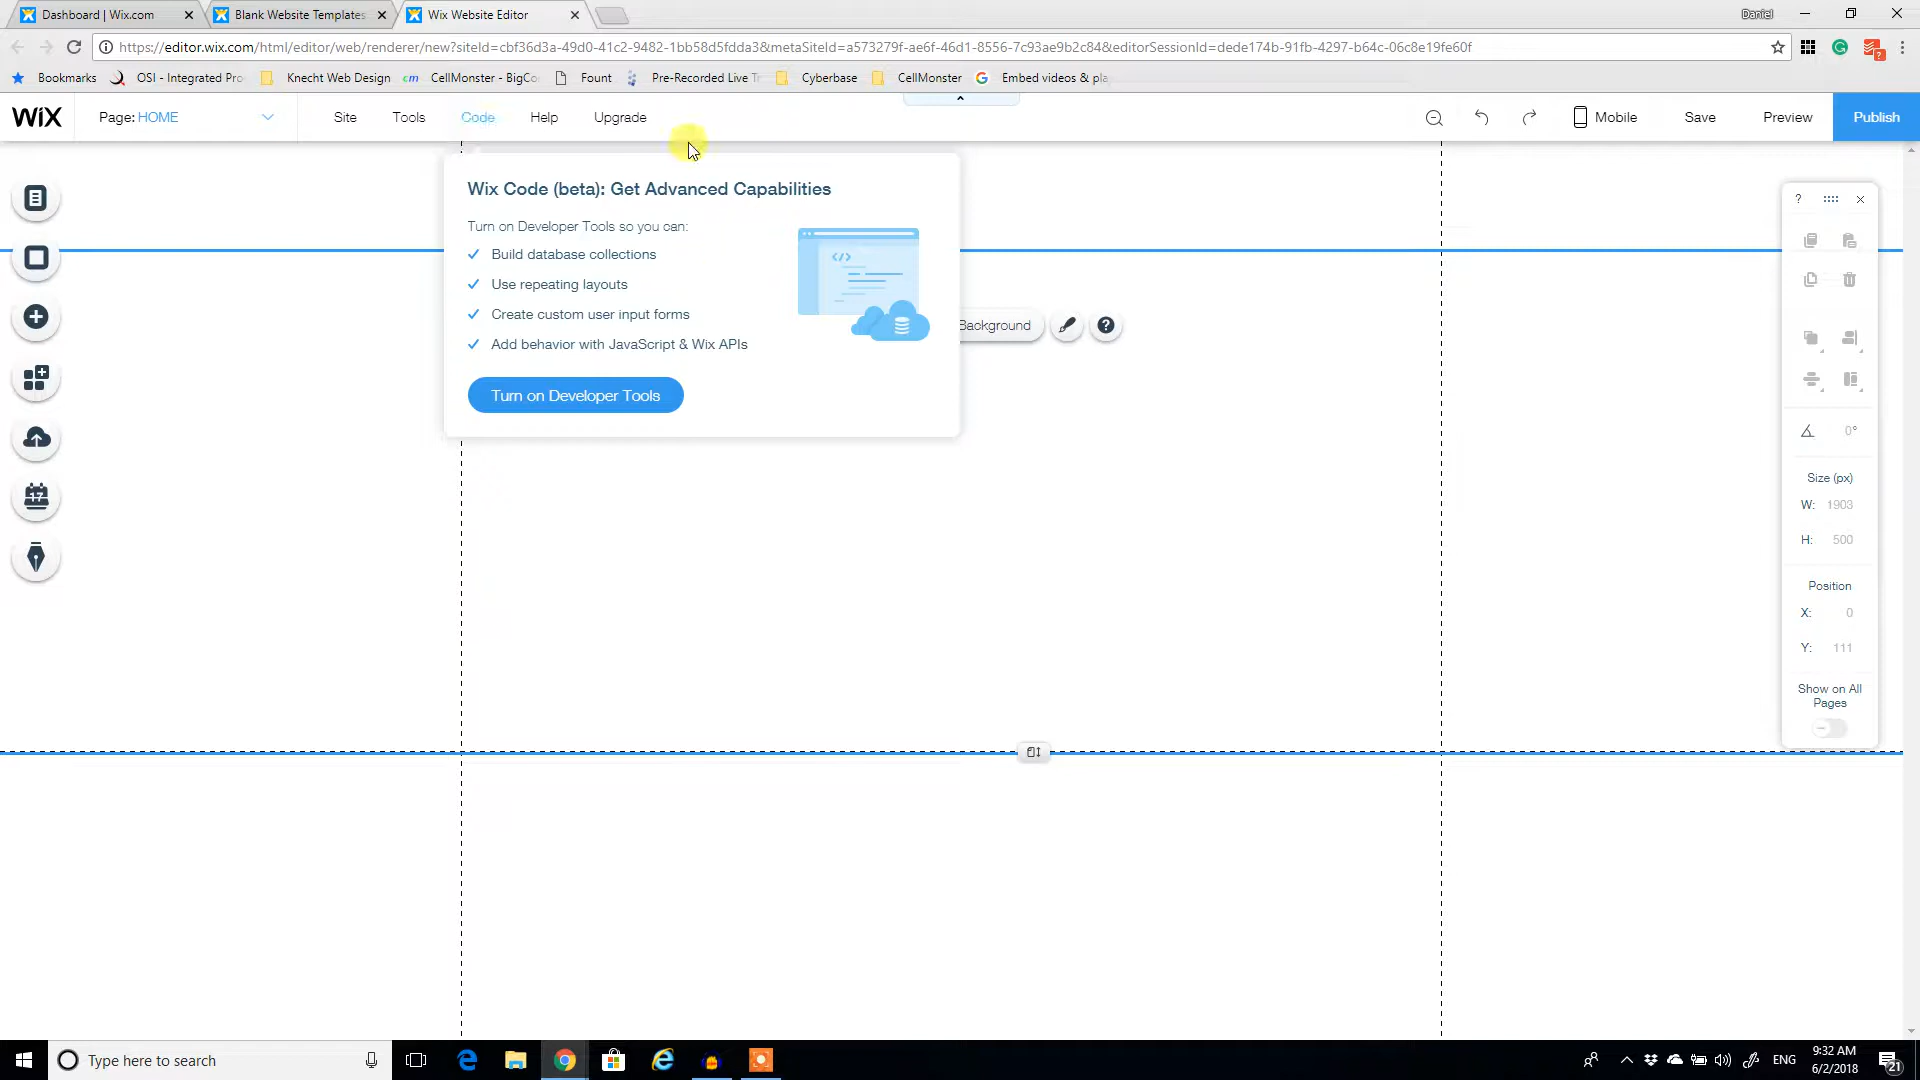 Dashboard | Wix.com
Blank Website Templates
Wix Website Editor
Daniel
https://editor.wix.com/html/editor/web/renderer/new?siteId=cbf36d3a-49d0-41c2-9482-1bb58d5fdda3&metaSiteId=a573279f-ae6f-46d1-8556-7c93ae9b2c84&editorSessionId=dede174b-91fb-4297-b64c-06c8e19fe60f
Bookmarks
OSI - Integrated Pro
Knecht Web Design
cm CellMonster - BigCo
Fount
Pre-Recorded Live T
Cyberbase
CellMonster
Embed videos & pla
WiX
Page: HOME
Site
Tools
Code
Help
Upgrade
Mobile
Save
Preview
Publish
Wix Code (beta): Get Advanced Capabilities
Turn on Developer Tools so you can:
Build database collections
Use repeating layouts
Create custom user input forms
Add behavior with JavaScript & Wix APIs
Turn on Developer Tools
Background
?
?
0°
Size (px)
W: 1903
H: 500
Position
X: 0
Y: 111
Show on All
Pages
17
Type here to search
ENG
9:32 AM
6/2/2018
21